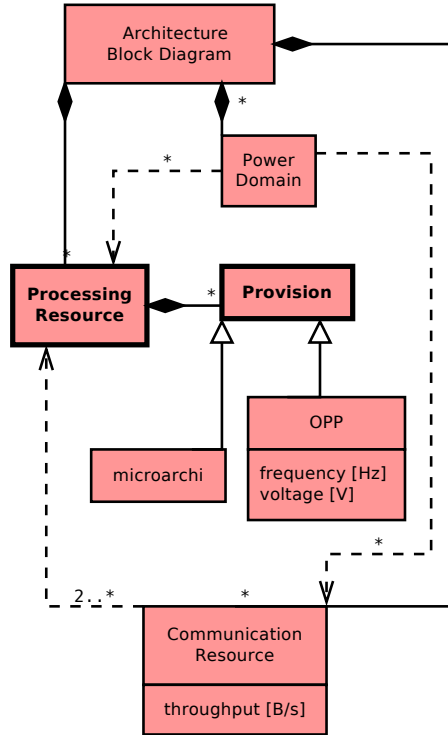 Architecture
Block Diagram
*
Power
Domain
*
*
Processing
Resource
*
Provision
OPP
frequency [Hz]
voltage [V]
microarchi
*
2..*
*
Communication
Resource
throughput [B/s]